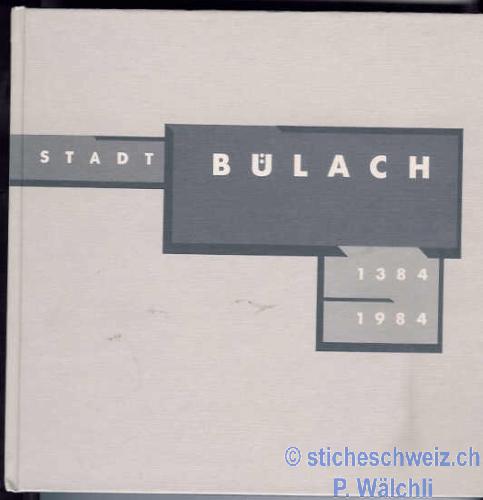 STADT BÜLACH
1384
1984
© sticheschweiz.ch
P. Wälchli